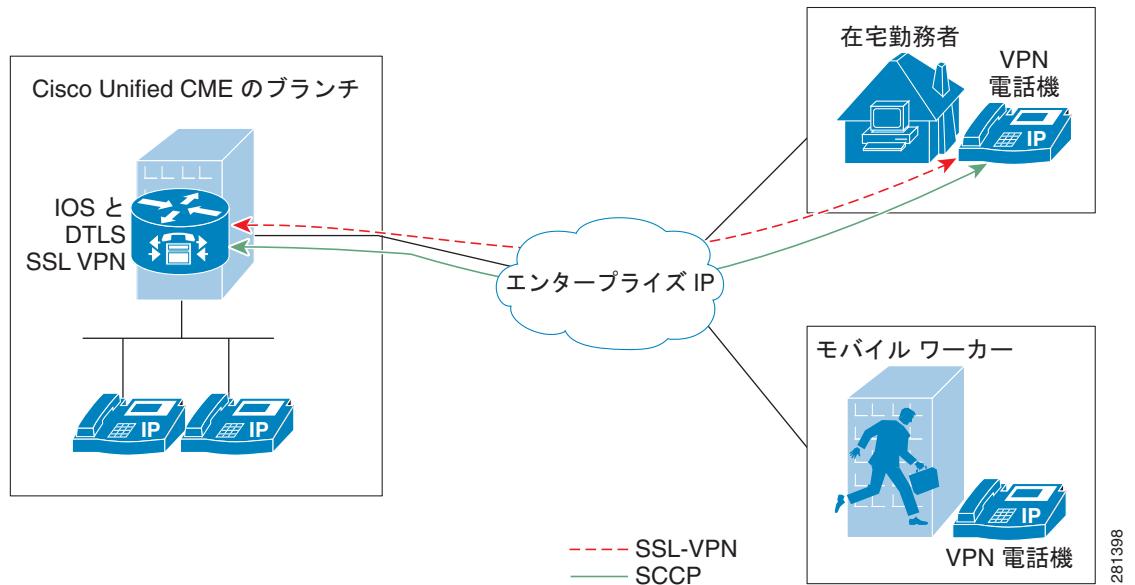 Cisco Unified CME のブランチ
IOS と
DTLS
SSL VPN
IP
IP
エンタープライズ IP
在宅勤務者
VPN
電話機
IP
モバイル ワーカー
IP
VPN 電話機
SSL-VPN
SCCP
281398